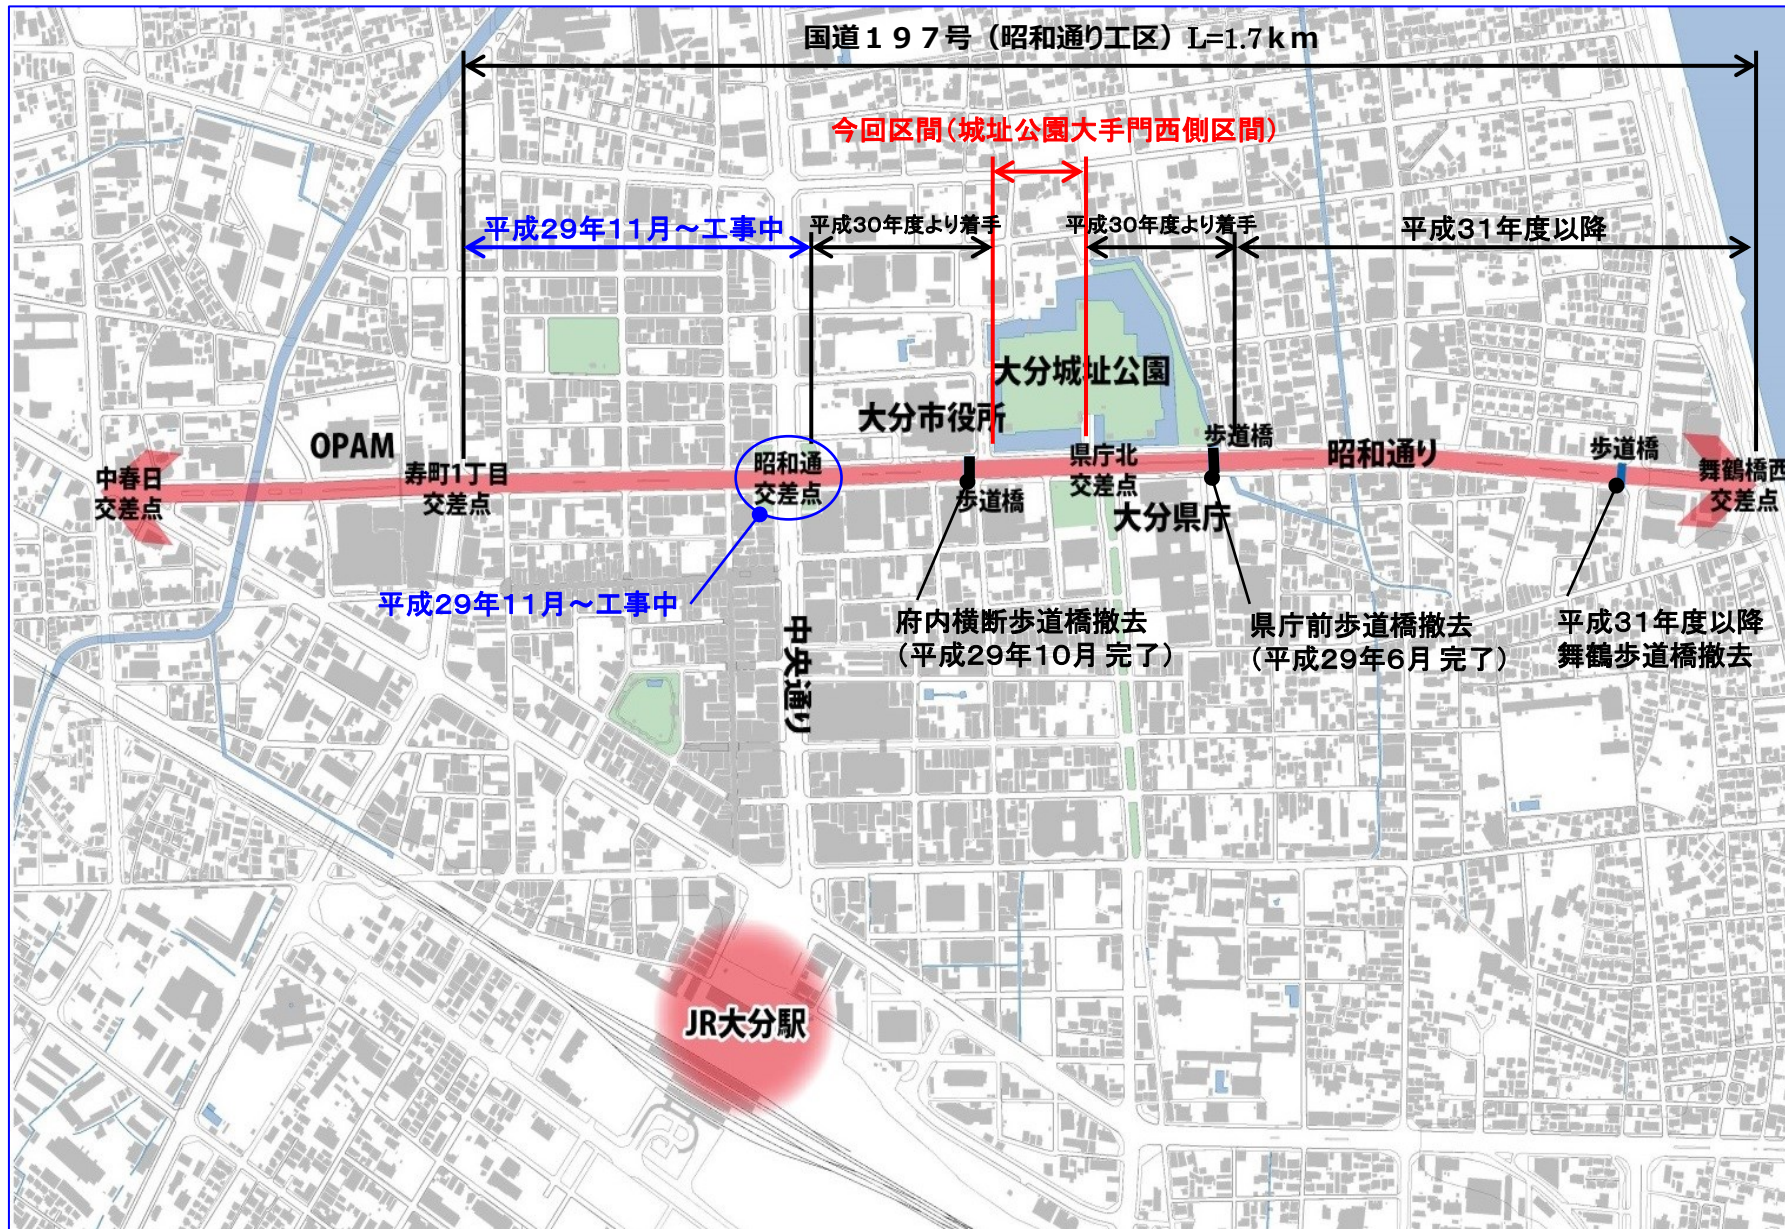 国道197号（昭和通り工区）L=1.7km
今回区間（城址公園大手門西側区間）
平成29年11月～工事中
平成30年度より着手
平成30年度より着手
平成31年度以降
大分城址公園
大分市役所
OPAM
中春日
交差点
寿町1丁目
交差点
昭和通
交差点
歩道橋
県庁北
交差点
歩道橋
大分県庁
昭和通り
歩道橋
舞鶴橋西
交差点
平成29年11月～工事中
中央通り
府内横断歩道橋撤去
（平成29年10月 完了）
県庁前歩道橋撤去
（平成29年6月 完了）
平成31年度以降
舞鶴歩道橋撤去
JR大分駅